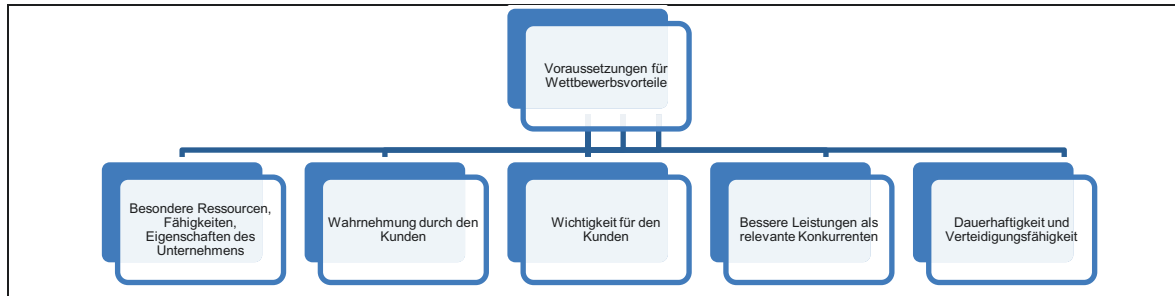 Voraussetzungen für
Wettbewerbsvorteile
Besondere Ressourcen,
Fähigkeiten,
Eigenschaften des
Unternehmens
Wahrnehmung durch den
Kunden
Wichtigkeit für den
Kunden
Bessere Leistungen als
relevante Konkurrenten
Dauerhaftigkeit und
Verteidigungsfähigkeit